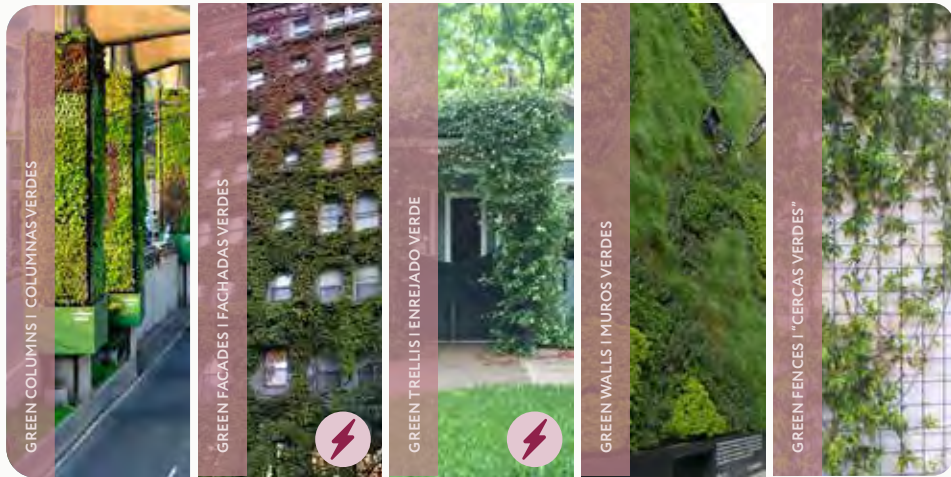 GREEN COLUMNS I COLUMNAS VERDES
GREEN FACADES I FACHADAS VERDES
GREEN TRELLIS I ENREJADO VERDE
GREEN WALLS I MUROS VERDES
GREEN FENCES I "CERCAS VERDES"